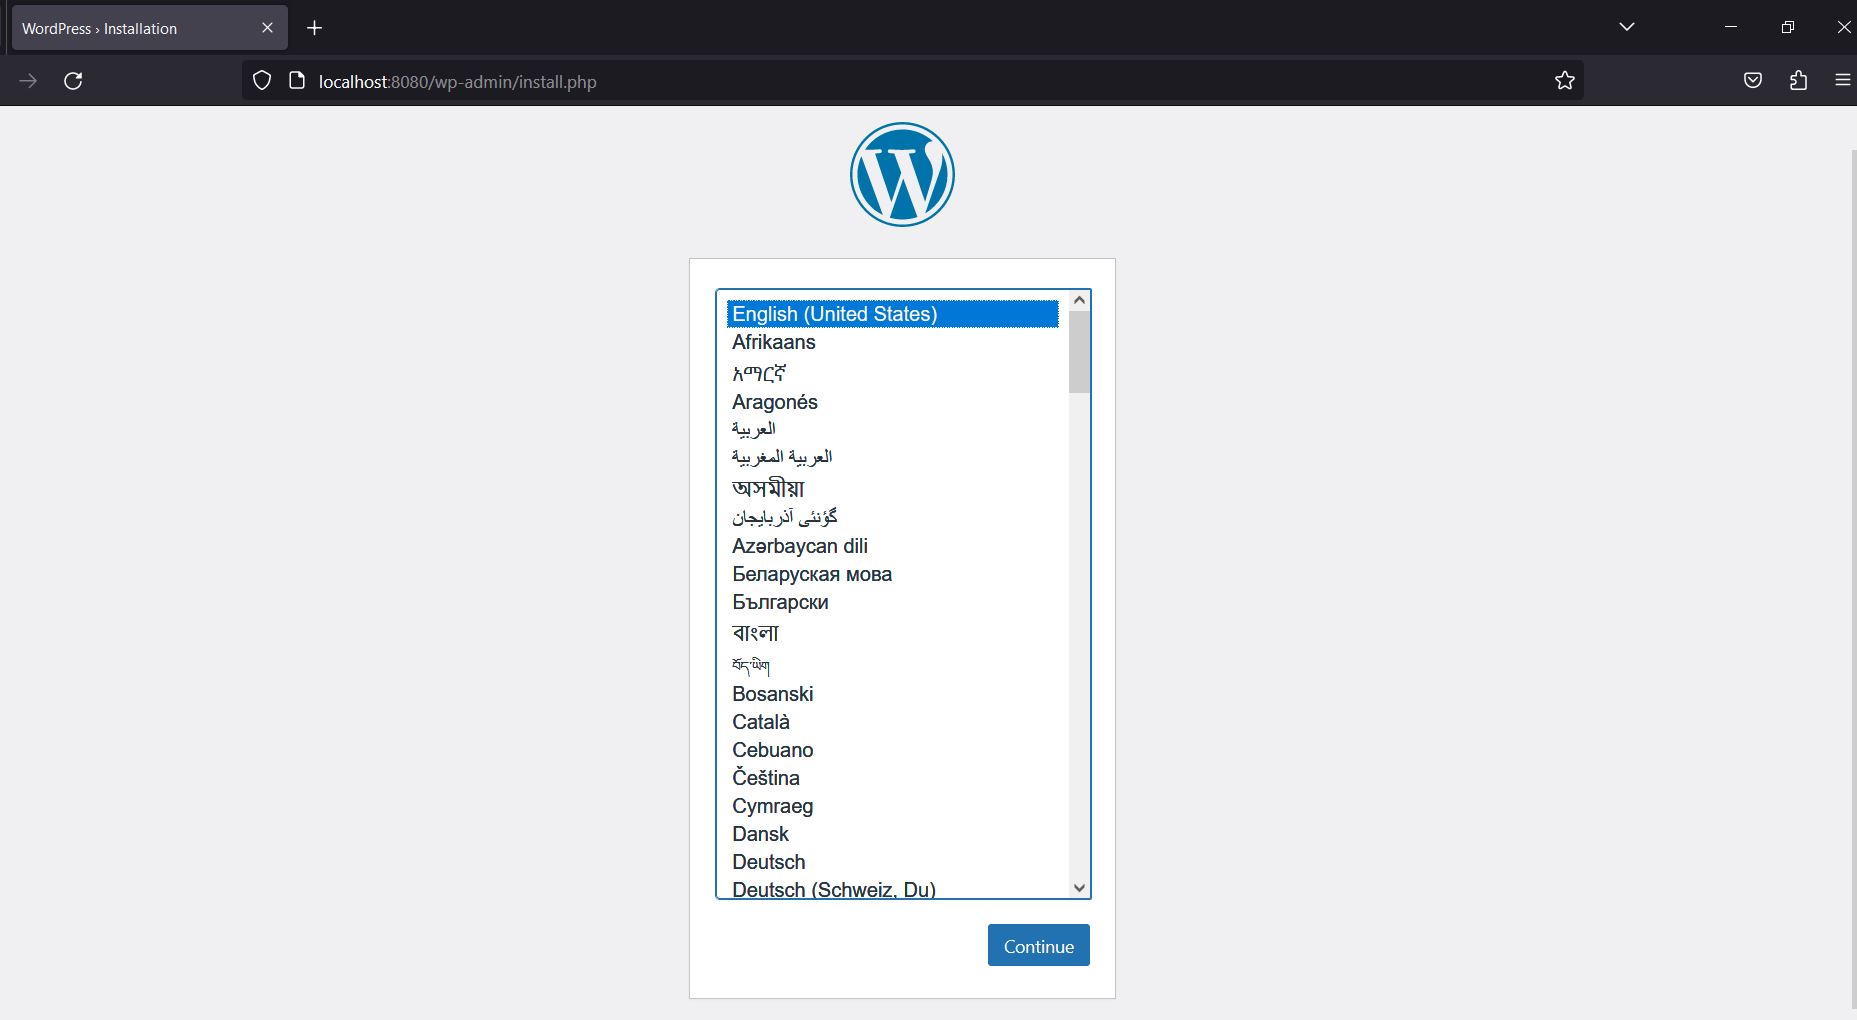 WordPress › Installation
localhost:8080/wp-admin/install.php
English (United States)
Afrikaans
አማርኛ
Aragonés
العربية
العربية المغربية
অসমীয়া
گؤنئی آذربایجان
Azərbaycan dili
Беларуская мова
Български
বাংলা
བོད་ཡིག
Bosanski
Català
Cebuano
Čeština
Cymraeg
Dansk
Deutsch
Deutsch (Schweiz, Du)
Continue